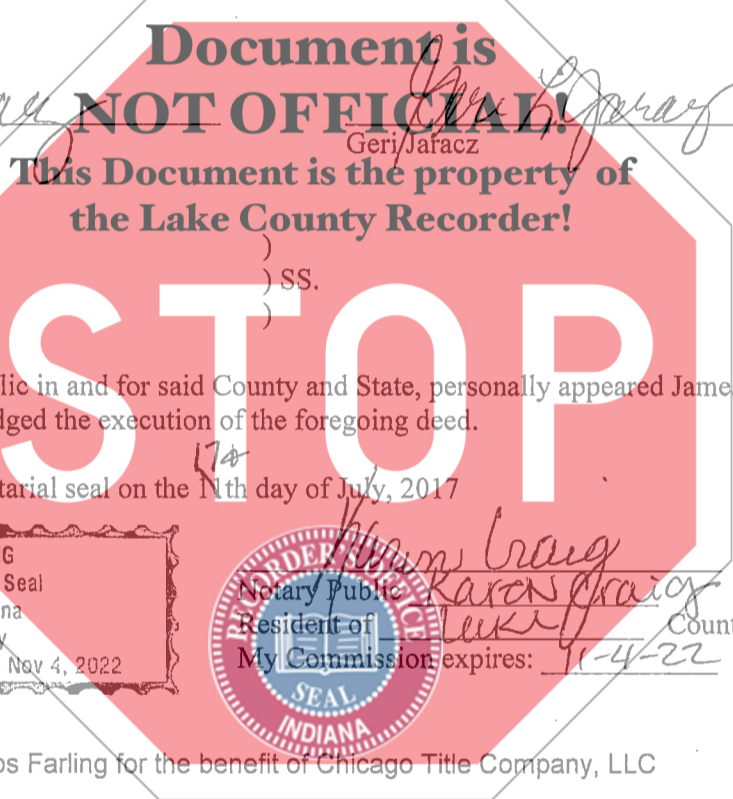 Document is
NOT OFFICIAL!
Geri Jaracz
This Document is the property of
the Lake County Recorder!
)
) SS.
)
STOP
lic in and for said County and State, personally appeared Jame
dged the execution of the foregoing deed.
17th
tarial seal on the 11th day of July, 2017
G
Seal
na
y
Nov 4, 2022
Karen Craig
Notary Public Karen Craig
Resident of Lake Count
My Commission expires: 11-4-22
RECORDER'S OFFICE
SEAL
INDIANA
os Farling for the benefit of Chicago Title Company, LLC